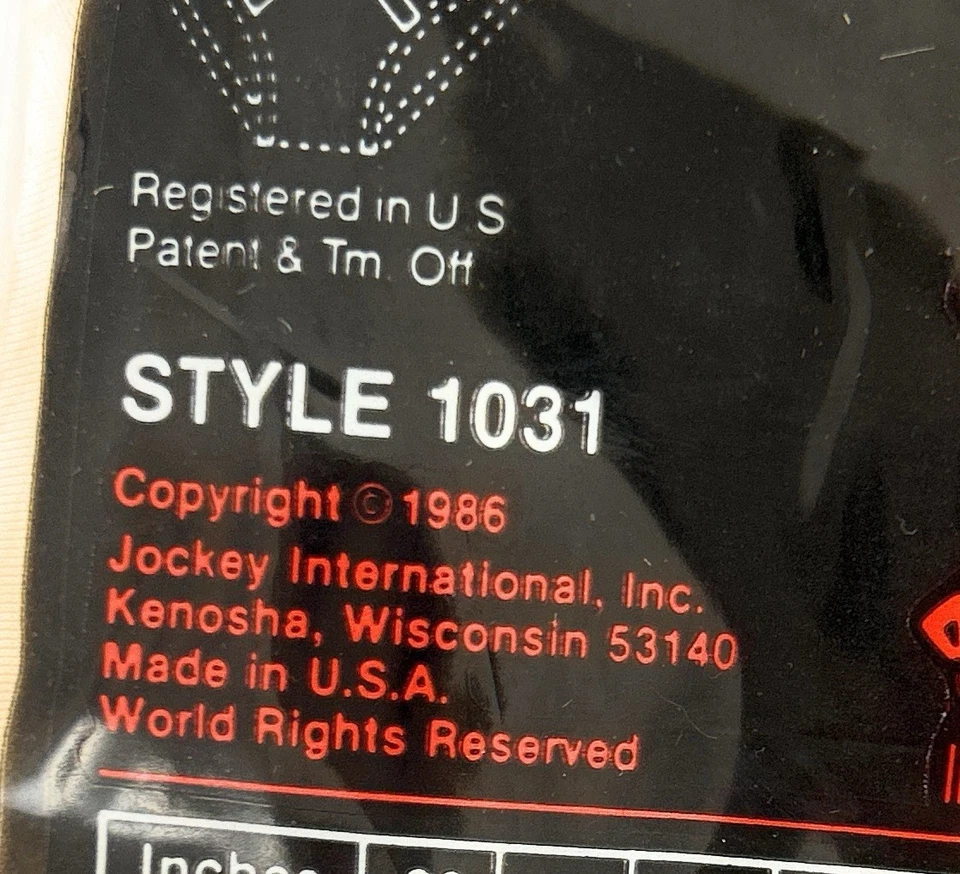 Registered in U S
Patent & Tm. Off
STYLE 1031
Copyright © 1986
Jockey International, Inc.
Kenosha, Wisconsin 53140
Made in U.S.A.
World Rights Reserved
Inches